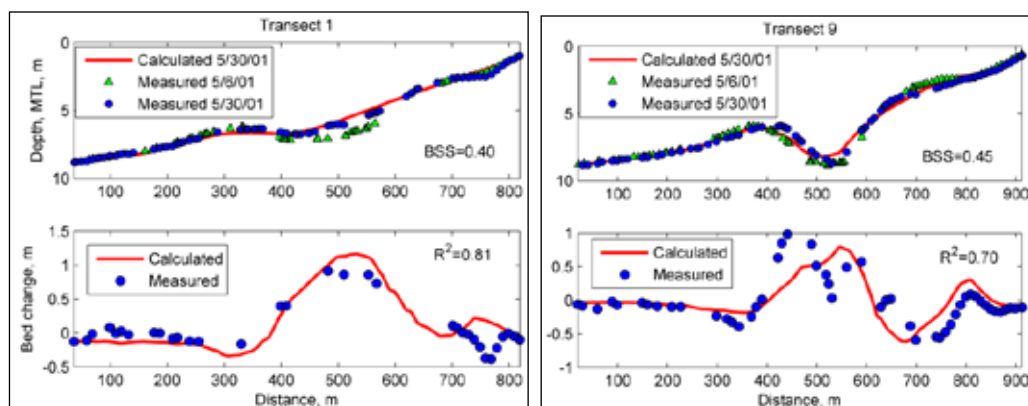 Transect 1
Depth, MTL, m
0
5
10
Calculated 5/30/01
Measured 5/6/01
Measured 5/30/01
BSS=0.40
100 200 300 400 500 600 700 800
Bed change, m
1.5
1
0.5
0
-0.5
Calculated
Measured
R²=0.81
100 200 300 400 500 600 700 800
Distance, m
Transect 9
Depth, MTL, m
0
5
10
Calculated 5/30/01
Measured 5/6/01
Measured 5/30/01
BSS=0.45
100 200 300 400 500 600 700 800 900
Bed change, m
1
0.5
0
-0.5
-1
Calculated
Measured
R²=0.70
100 200 300 400 500 600 700 800 900
Distance, m